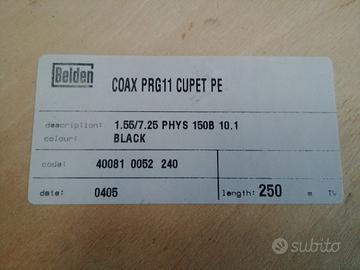 Belden
COAX PRG11 CUPET PE
description: 1.55/7.25 PHYS 150B 10.1
colour: BLACK
code: 40081 0052 240
date: 0405 length: 250 m
subito